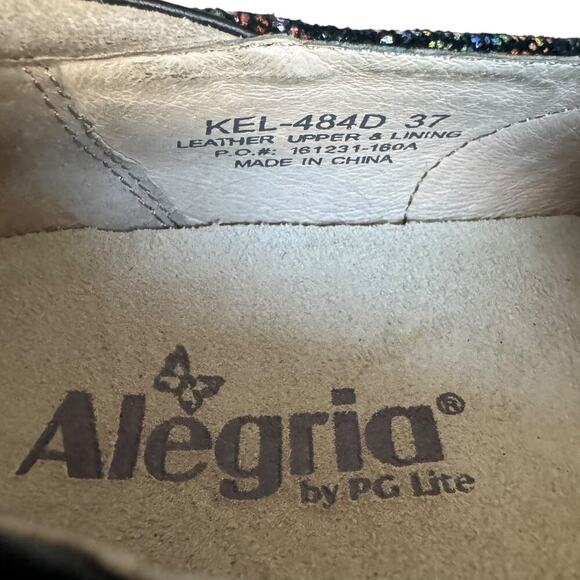 KEL-484D 37
LEATHER UPPER & LINING
P.O.#: 161231-160A
MADE IN CHINA
Alegria®
by PG Lite